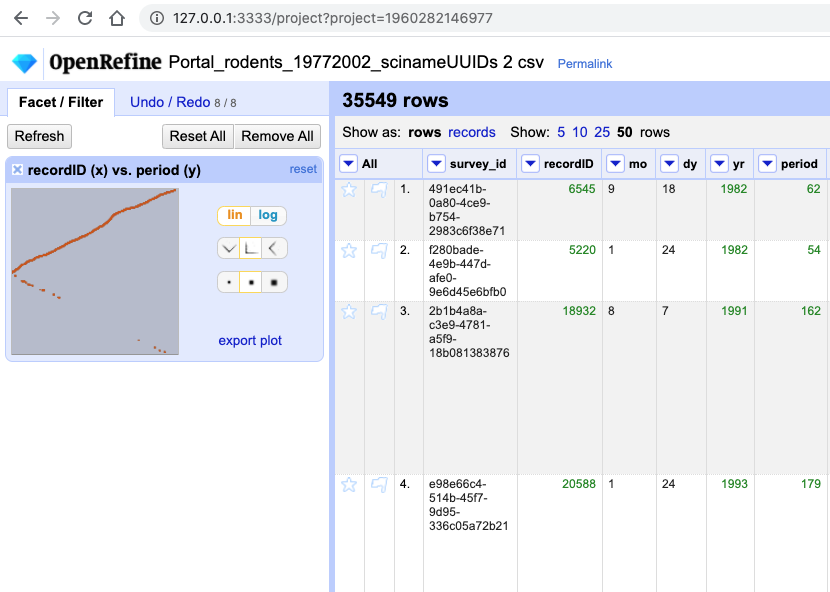 127.0.0.1:3333/project?project=1960282146977
OpenRefine Portal_rodents_19772002_scinameUUIDs 2 csv Permalink
Facet / Filter Undo / Redo 8 / 8
35549 rows
Refresh Reset All Remove All
Show as: rows records Show: 5 10 25 50 rows
recordID (x) vs. period (y) reset
lin log
export plot
All survey_id recordID mo dy yr period
1. 491ec41b- 6545 9 18 1982 62
0a80-4ce9-
b754-
2983c6f38e71
2. f280bade- 5220 1 24 1982 54
4e9b-447d-
afe0-
9e6d45e6bfb0
3. 2b1b4a8a- 18932 8 7 1991 162
c3e9-4781-
a5f9-
18b081383876
4. e98e66c4- 20588 1 24 1993 179
514b-45f7-
9d95-
336c05a72b21